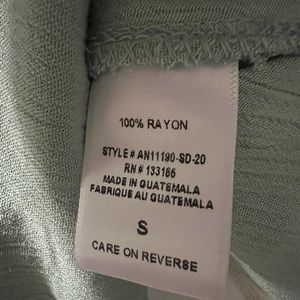 100% RAYON
STYLE # AN11190-SD-20
RN # 133166
MADE IN GUATEMALA
FABRIQUE AU GUATEMALA
S
CARE ON REVERSE